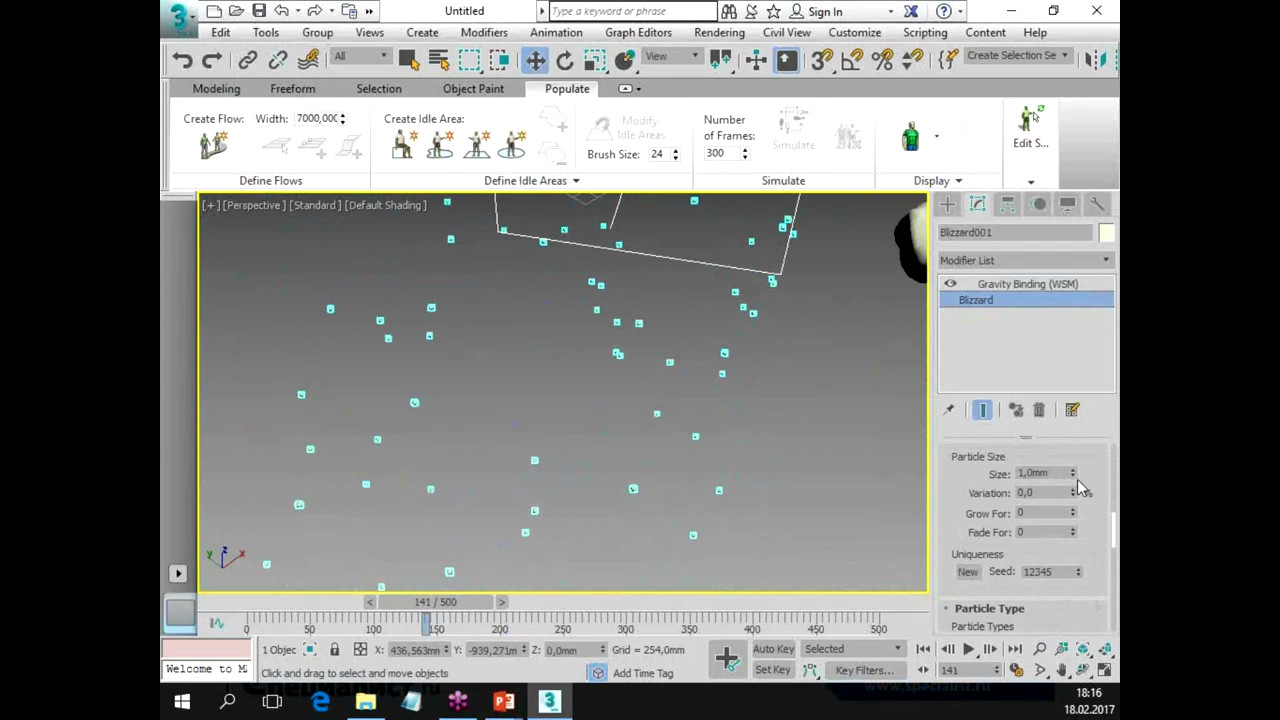 3
MAX
Untitled
Type a keyword or phrase
Sign In
Edit Tools Group Views Create Modifiers Animation Graph Editors Rendering Civil View Customize Scripting Content Help
All
View
Create Selection Se
Modeling Freeform Selection Object Paint Populate
Create Flow: Width: 7000,000
Create Idle Area:
Modify
Idle Areas
Brush Size: 24
Number
of Frames:
300
Simulate
Edit S...
Define Flows
Define Idle Areas
Simulate
Display
[+] [Perspective ] [Standard ] [Default Shading ]
Blizzard001
Modifier List
Gravity Binding (WSM)
Blizzard
Particle Size
Size: 1,0mm
Variation: 0,0 %
Grow For: 0
Fade For: 0
Uniqueness
New Seed: 12345
Particle Type
Particle Types
z
y x
< 141 / 500 >
0 50 100 150 200 250 300 350 400 450 500
1 Objec X: 436,563mn Y: -939,271m Z: 0,0mm Grid = 254,0mm
Auto Key Selected
Set Key Key Filters...
141
Welcome to M
Click and drag to select and move objects
Add Time Tag
www.specialist.ru
18:16
18.02.2017